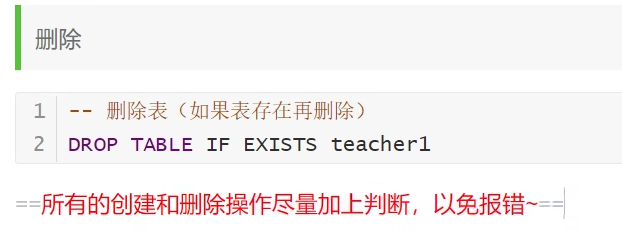 删除
1 -- 删除表（如果表存在再删除）
2 DROP TABLE IF EXISTS teacher1
==所有的创建和删除操作尽量加上判断，以免报错~==